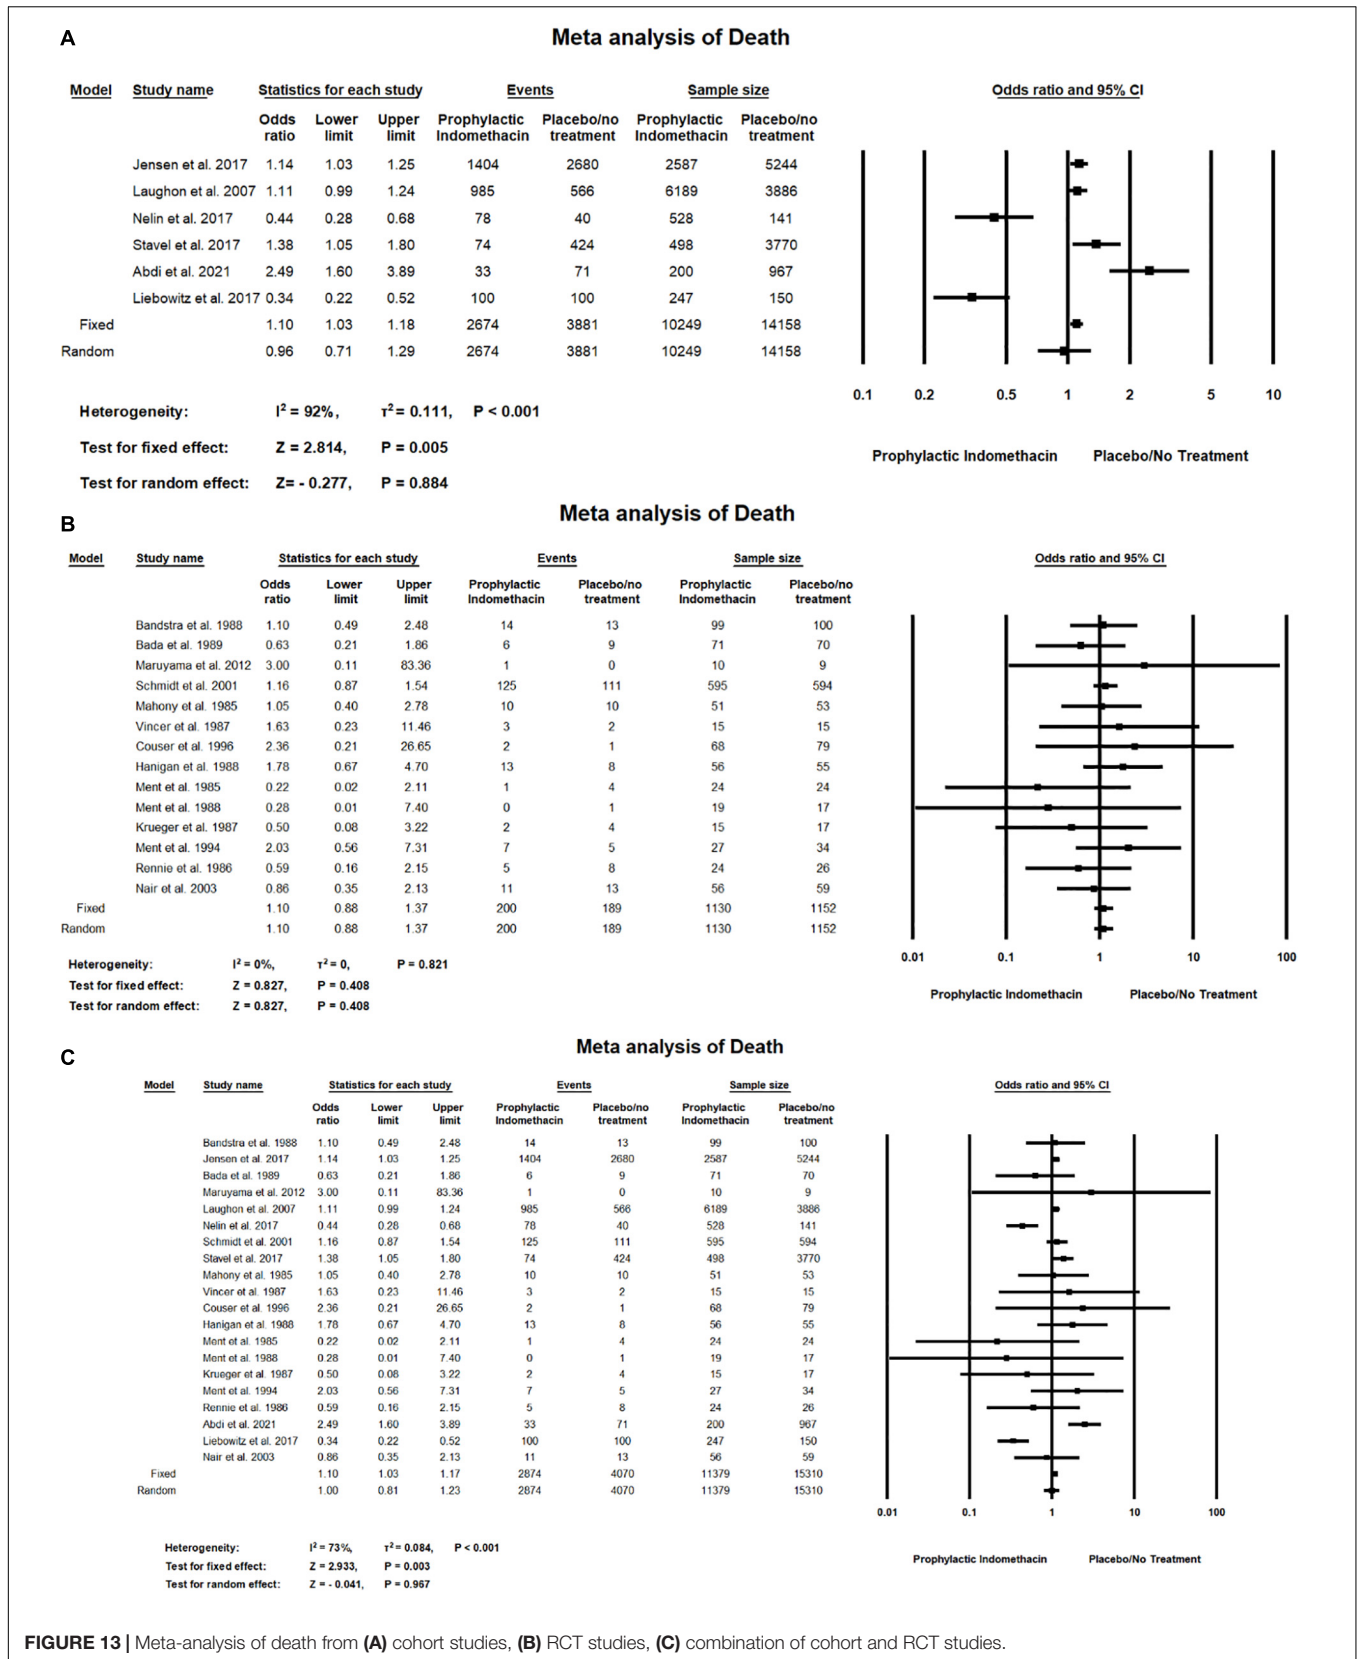 A
Meta analysis of Death
Model Study name Statistics for each study Events Sample size Odds ratio and 95% CI
Odds Lower Upper Prophylactic Placebo/no Prophylactic Placebo/no
ratio limit limit Indomethacin treatment Indomethacin treatment
Jensen et al. 2017 1.14 1.03 1.25 1404 2680 2587 5244
Laughon et al. 2007 1.11 0.99 1.24 985 566 6189 3886
Nelin et al. 2017 0.44 0.28 0.68 78 40 528 141
Stavel et al. 2017 1.38 1.05 1.80 74 424 498 3770
Abdi et al. 2021 2.49 1.60 3.89 33 71 200 967
Liebowitz et al. 2017 0.34 0.22 0.52 100 100 247 150
Fixed 1.10 1.03 1.18 2674 3881 10249 14158
Random 0.96 0.71 1.29 2674 3881 10249 14158
0.1 0.2 0.5 1 2 5 10
Heterogeneity: I² = 92%, τ² = 0.111, P < 0.001
Test for fixed effect: Z = 2.814, P = 0.005
Prophylactic Indomethacin Placebo/No Treatment
Test for random effect: Z= - 0.277, P = 0.884
B
Meta analysis of Death
Model Study name Statistics for each study Events Sample size Odds ratio and 95% CI
Odds Lower Upper Prophylactic Placebo/no Prophylactic Placebo/no
ratio limit limit Indomethacin treatment Indomethacin treatment
Bandstra et al. 1988 1.10 0.49 2.48 14 13 99 100
Bada et al. 1989 0.63 0.21 1.86 6 9 71 70
Maruyama et al. 2012 3.00 0.11 83.36 1 0 10 9
Schmidt et al. 2001 1.16 0.87 1.54 125 111 595 594
Mahony et al. 1985 1.05 0.40 2.78 10 10 51 53
Vincer et al. 1987 1.63 0.23 11.46 3 2 15 15
Couser et al. 1996 2.36 0.21 26.65 2 1 68 79
Hanigan et al. 1988 1.78 0.67 4.70 13 8 56 55
Ment et al. 1985 0.22 0.02 2.11 1 4 24 24
Ment et al. 1988 0.28 0.01 7.40 0 1 19 17
Krueger et al. 1987 0.50 0.08 3.22 2 4 15 17
Ment et al. 1994 2.03 0.56 7.31 7 5 27 34
Rennie et al. 1986 0.59 0.16 2.15 5 8 24 26
Nair et al. 2003 0.86 0.35 2.13 11 13 56 59
Fixed 1.10 0.88 1.37 200 189 1130 1152
Random 1.10 0.88 1.37 200 189 1130 1152
0.01 0.1 1 10 100
Heterogeneity: I² = 0%, τ² = 0, P = 0.821
Test for fixed effect: Z = 0.827, P = 0.408
Prophylactic Indomethacin Placebo/No Treatment
Test for random effect: Z = 0.827, P = 0.408
C
Meta analysis of Death
Model Study name Statistics for each study Events Sample size Odds ratio and 95% CI
Odds Lower Upper Prophylactic Placebo/no Prophylactic Placebo/no
ratio limit limit Indomethacin treatment Indomethacin treatment
Bandstra et al. 1988 1.10 0.49 2.48 14 13 99 100
Jensen et al. 2017 1.14 1.03 1.25 1404 2680 2587 5244
Bada et al. 1989 0.63 0.21 1.86 6 9 71 70
Maruyama et al. 2012 3.00 0.11 83.36 1 0 10 9
Laughon et al. 2007 1.11 0.99 1.24 985 566 6189 3886
Nelin et al. 2017 0.44 0.28 0.68 78 40 528 141
Schmidt et al. 2001 1.16 0.87 1.54 125 111 595 594
Stavel et al. 2017 1.38 1.05 1.80 74 424 498 3770
Mahony et al. 1985 1.05 0.40 2.78 10 10 51 53
Vincer et al. 1987 1.63 0.23 11.46 3 2 15 15
Couser et al. 1996 2.36 0.21 26.65 2 1 68 79
Hanigan et al. 1988 1.78 0.67 4.70 13 8 56 55
Ment et al. 1985 0.22 0.02 2.11 1 4 24 24
Ment et al. 1988 0.28 0.01 7.40 0 1 19 17
Krueger et al. 1987 0.50 0.08 3.22 2 4 15 17
Ment et al. 1994 2.03 0.56 7.31 7 5 27 34
Rennie et al. 1986 0.59 0.16 2.15 5 8 24 26
Abdi et al. 2021 2.49 1.60 3.89 33 71 200 967
Liebowitz et al. 2017 0.34 0.22 0.52 100 100 247 150
Nair et al. 2003 0.86 0.35 2.13 11 13 56 59
Fixed 1.10 1.03 1.17 2874 4070 11379 15310
Random 1.00 0.81 1.23 2874 4070 11379 15310
0.01 0.1 1 10 100
Heterogeneity: I² = 73%, τ² = 0.084, P < 0.001
Prophylactic Indomethacin Placebo/No Treatment
Test for fixed effect: Z = 2.933, P = 0.003
Test for random effect: Z = - 0.041, P = 0.967
FIGURE 13 | Meta-analysis of death from (A) cohort studies, (B) RCT studies, (C) combination of cohort and RCT studies.